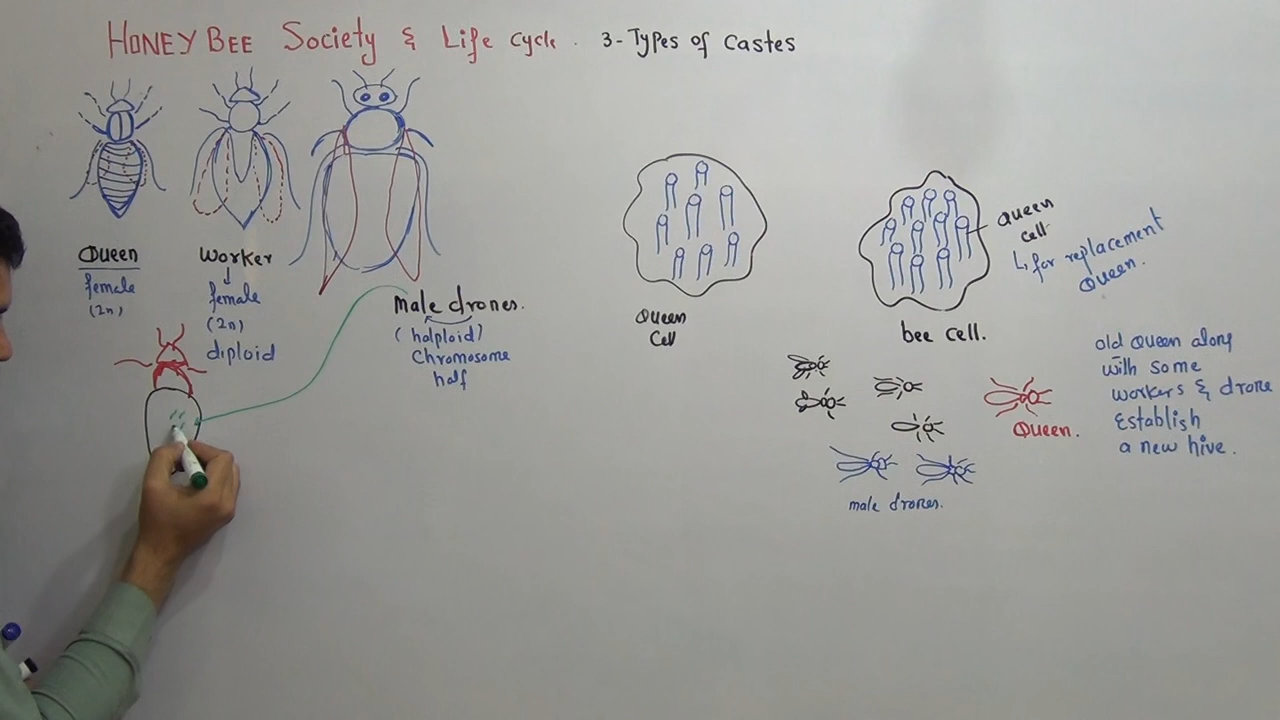 HONEY BEE Society & Life cycle. 3-Types of Castes
Queen
female
(2n)
Worker
female
(2n)
diploid
male drones.
(halploid)
Chromosome
half
Queen
Cell
bee cell.
Queen
cell
for replacement
Queen.
Queen.
male drones.
old Queen along
with some
workers & drone
Establish
a new hive.